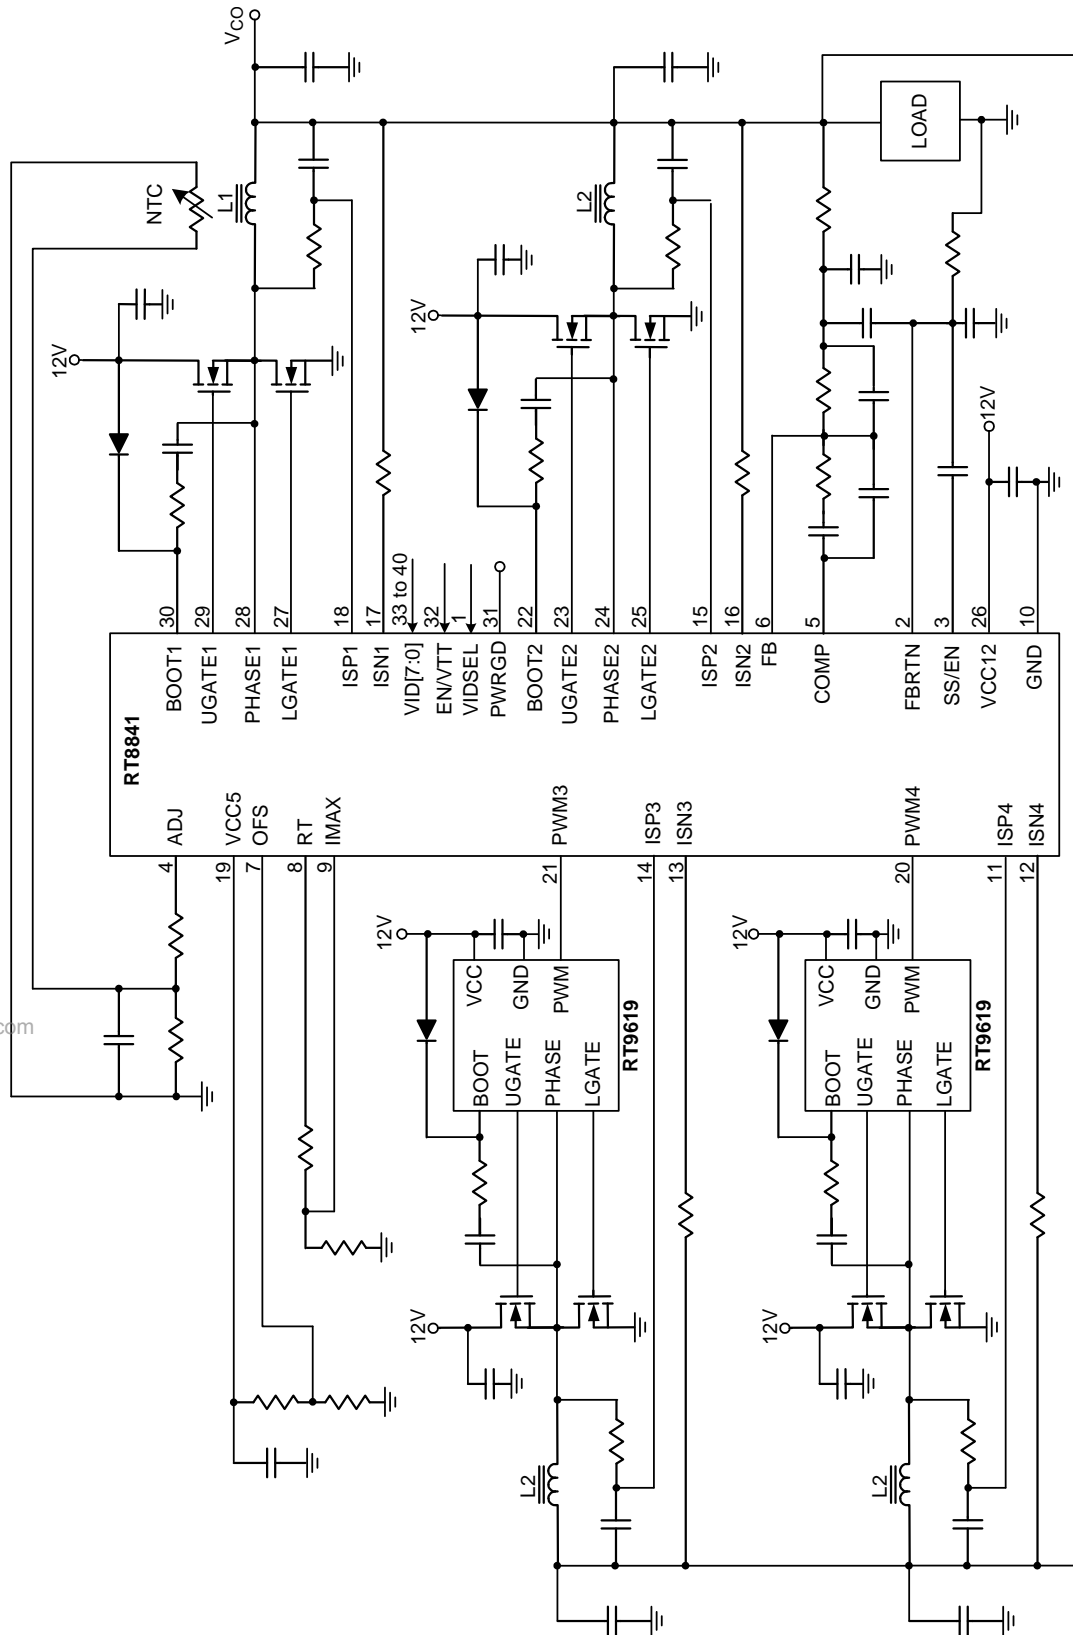 VCO
NTC
L1
12V
L2
12V
LOAD
12V
30
29
28
27
18
17
33 to 40
32
1
31
22
23
24
25
15
16
6
5
2
3
26
10
BOOT1
UGATE1
PHASE1
LGATE1
ISP1
ISN1
VID[7:0]
EN/VTT
VIDSEL
PWRGD
BOOT2
UGATE2
PHASE2
LGATE2
ISP2
ISN2
FB
COMP
FBRTN
SS/EN
VCC12
GND
RT8841
ADJ
VCC5
OFS
RT
IMAX
PWM3
ISP3
ISN3
PWM4
ISP4
ISN4
4
19
7
8
9
21
14
13
20
11
12
12V
VCC
GND
PWM
BOOT
UGATE
PHASE
LGATE
RT9619
12V
VCC
GND
PWM
BOOT
UGATE
PHASE
LGATE
RT9619
com
12V
12V
L2
L2